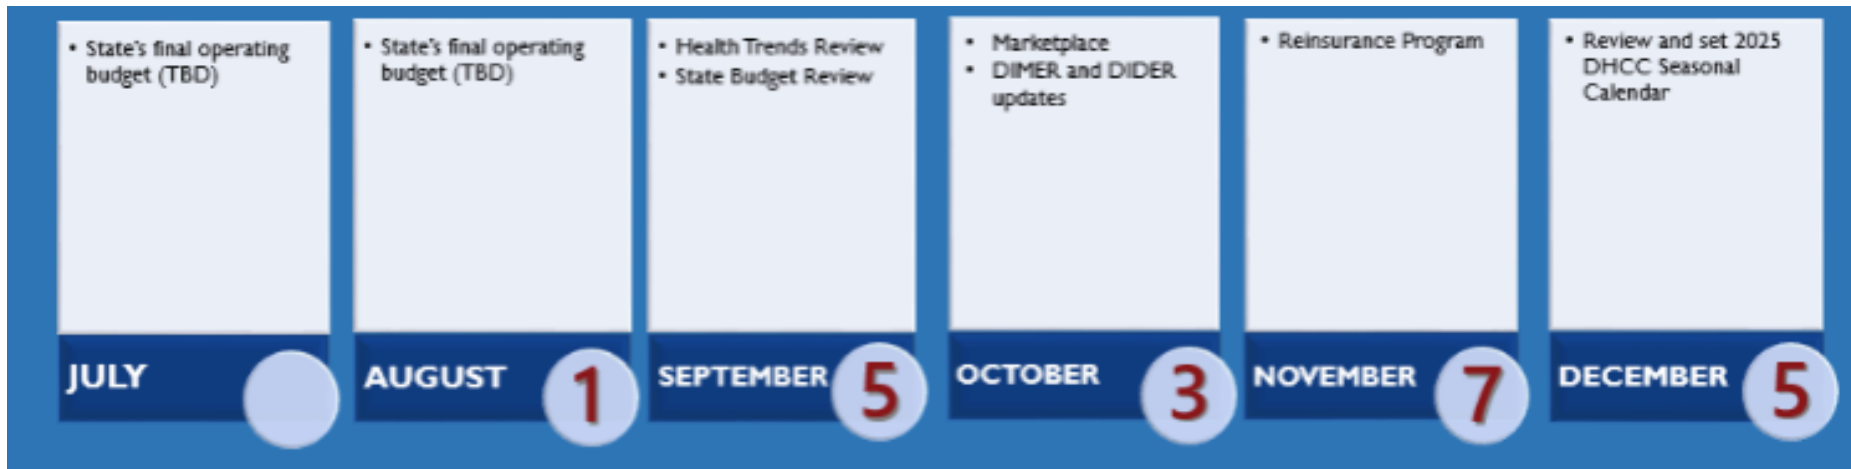 • State's final operating
budget (TBD)
JULY
• State's final operating
budget (TBD)
AUGUST
1
• Health Trends Review
• State Budget Review
SEPTEMBER
5
• Marketplace
• DIMER and DIDER
updates
OCTOBER
3
• Reinsurance Program
NOVEMBER
7
• Review and set 2025
DHCC Seasonal
Calendar
DECEMBER
5